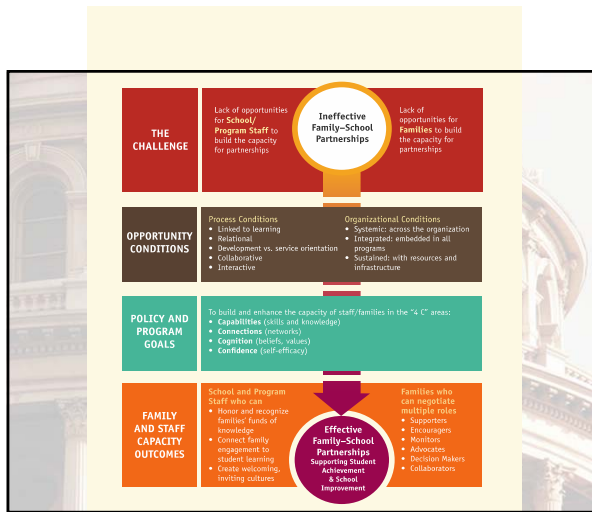 THE
CHALLENGE
Lack of opportunities
for School/
Program Staff to
build the capacity
for partnerships
Ineffective
Family–School
Partnerships
Lack of
opportunities for
Families to build
the capacity for
partnerships
OPPORTUNITY
CONDITIONS
Process Conditions
• Linked to learning
• Relational
• Development vs. service orientation
• Collaborative
• Interactive
Organizational Conditions
• Systemic: across the organization
• Integrated: embedded in all
programs
• Sustained: with resources and
infrastructure
POLICY AND
PROGRAM
GOALS
To build and enhance the capacity of staff/families in the “4 C” areas:
• Capabilities (skills and knowledge)
• Connections (networks)
• Cognition (beliefs, values)
• Confidence (self-efficacy)
FAMILY
AND STAFF
CAPACITY
OUTCOMES
School and Program
Staff who can
• Honor and recognize
families’ funds of
knowledge
• Connect family
engagement to
student learning
• Create welcoming,
inviting cultures
Effective
Family–School
Partnerships
Supporting Student
Achievement
& School
Improvement
Families who
can negotiate
multiple roles
• Supporters
• Encouragers
• Monitors
• Advocates
• Decision Makers
• Collaborators